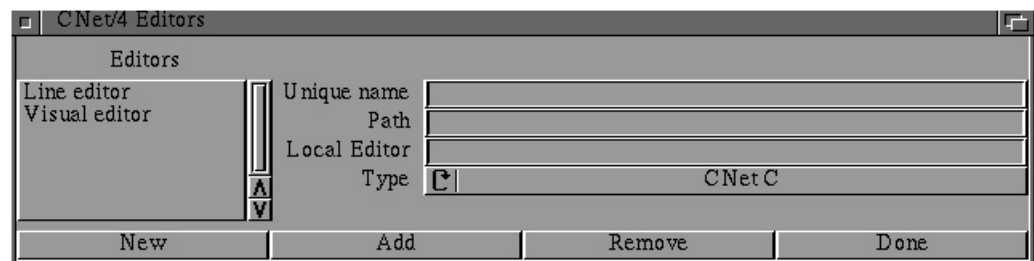 CNet/4 Editors
Editors
Line editor
Visual editor
Unique name
Path
Local Editor
Type CNet C
New Add Remove Done